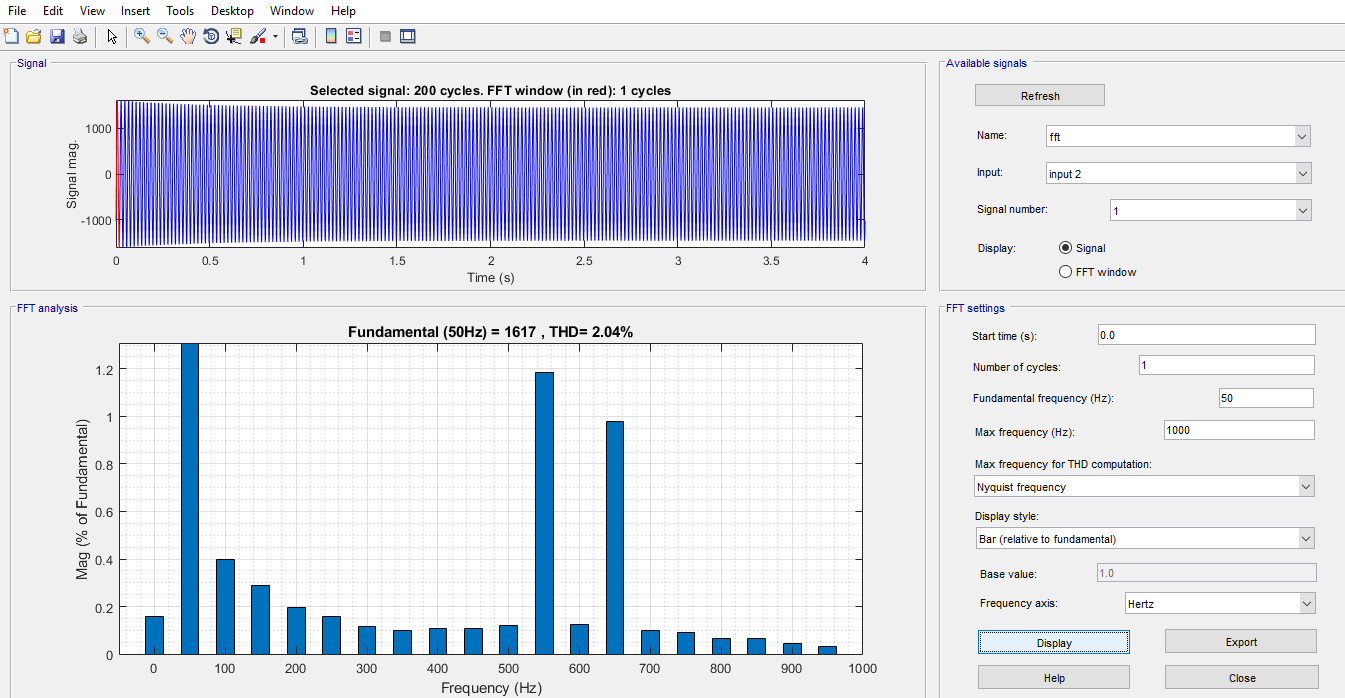 File Edit View Insert Tools Desktop Window Help
Signal
Selected signal: 200 cycles. FFT window (in red): 1 cycles
1000
0
-1000
Signal mag.
0 0.5 1 1.5 2 2.5 3 3.5 4
Time (s)
Available signals
Refresh
Name: fft
Input: input 2
Signal number: 1
Display: Signal
FFT window
FFT analysis
Fundamental (50Hz) = 1617 , THD= 2.04%
1.2
1
0.8
0.6
0.4
0.2
0
Mag (% of Fundamental)
0 100 200 300 400 500 600 700 800 900 1000
Frequency (Hz)
FFT settings
Start time (s): 0.0
Number of cycles: 1
Fundamental frequency (Hz): 50
Max frequency (Hz): 1000
Max frequency for THD computation:
Nyquist frequency
Display style:
Bar (relative to fundamental)
Base value: 1.0
Frequency axis: Hertz
Display Export
Help Close